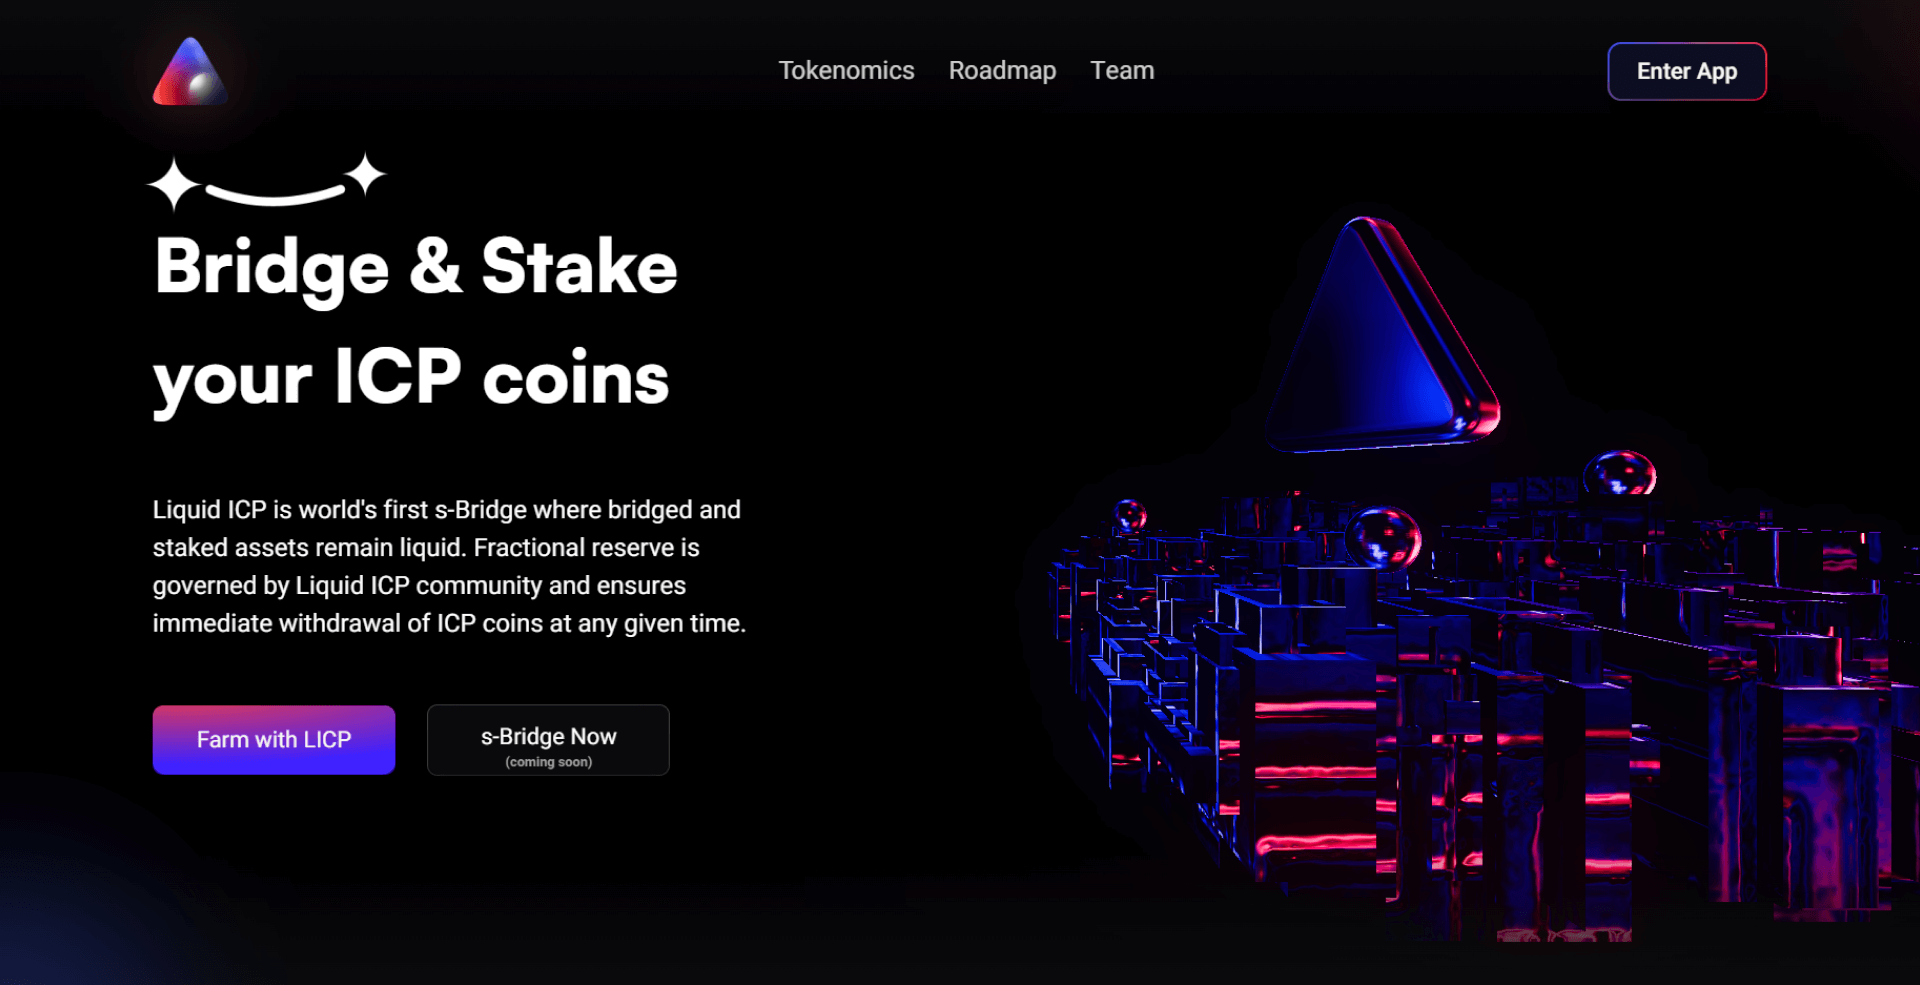 Tokenomics Roadmap Team
Enter App
Bridge & Stake
your ICP coins
Liquid ICP is world's first s-Bridge where bridged and
staked assets remain liquid. Fractional reserve is
governed by Liquid ICP community and ensures
immediate withdrawal of ICP coins at any given time.
Farm with LICP
s-Bridge Now
(coming soon)